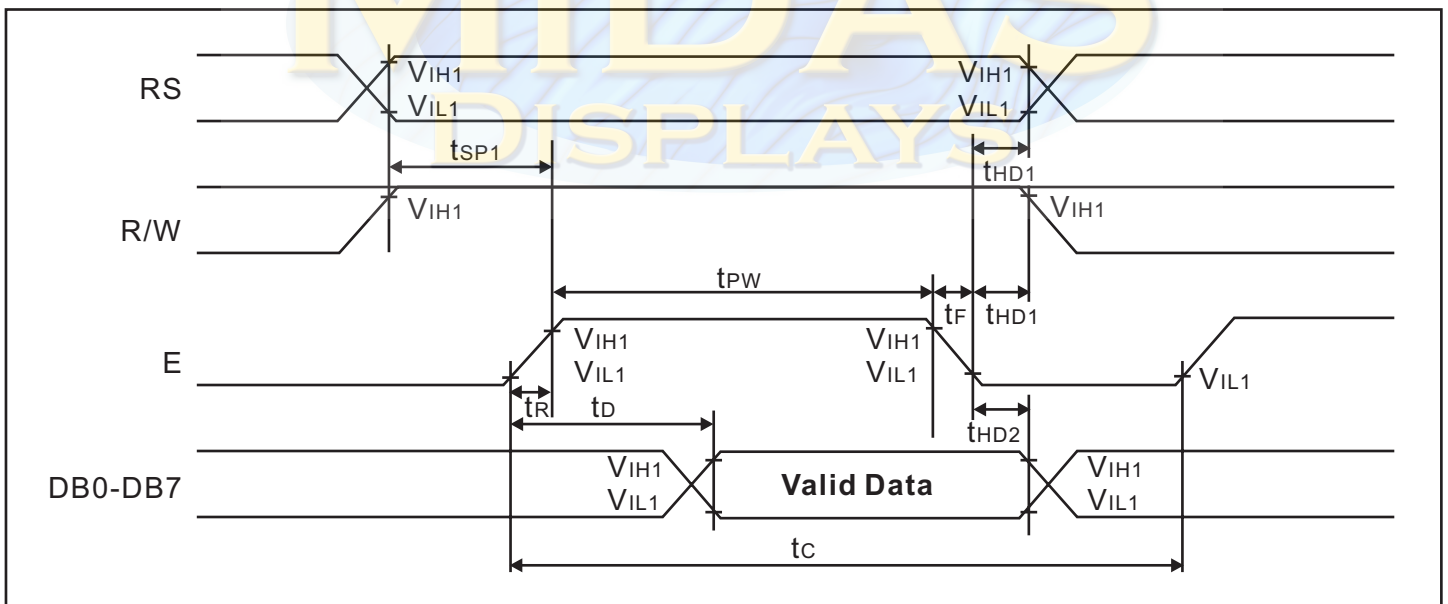 MIDAS
DISPLAYS
RS
VIH1
VIL1
VIH1
VIL1
tSP1
tHD1
R/W
VIH1
VIH1
tPW
tF
tHD1
E
VIH1
VIL1
VIH1
VIL1
VIL1
tR
tD
tHD2
DB0-DB7
VIH1
VIL1
Valid Data
VIH1
VIL1
tC